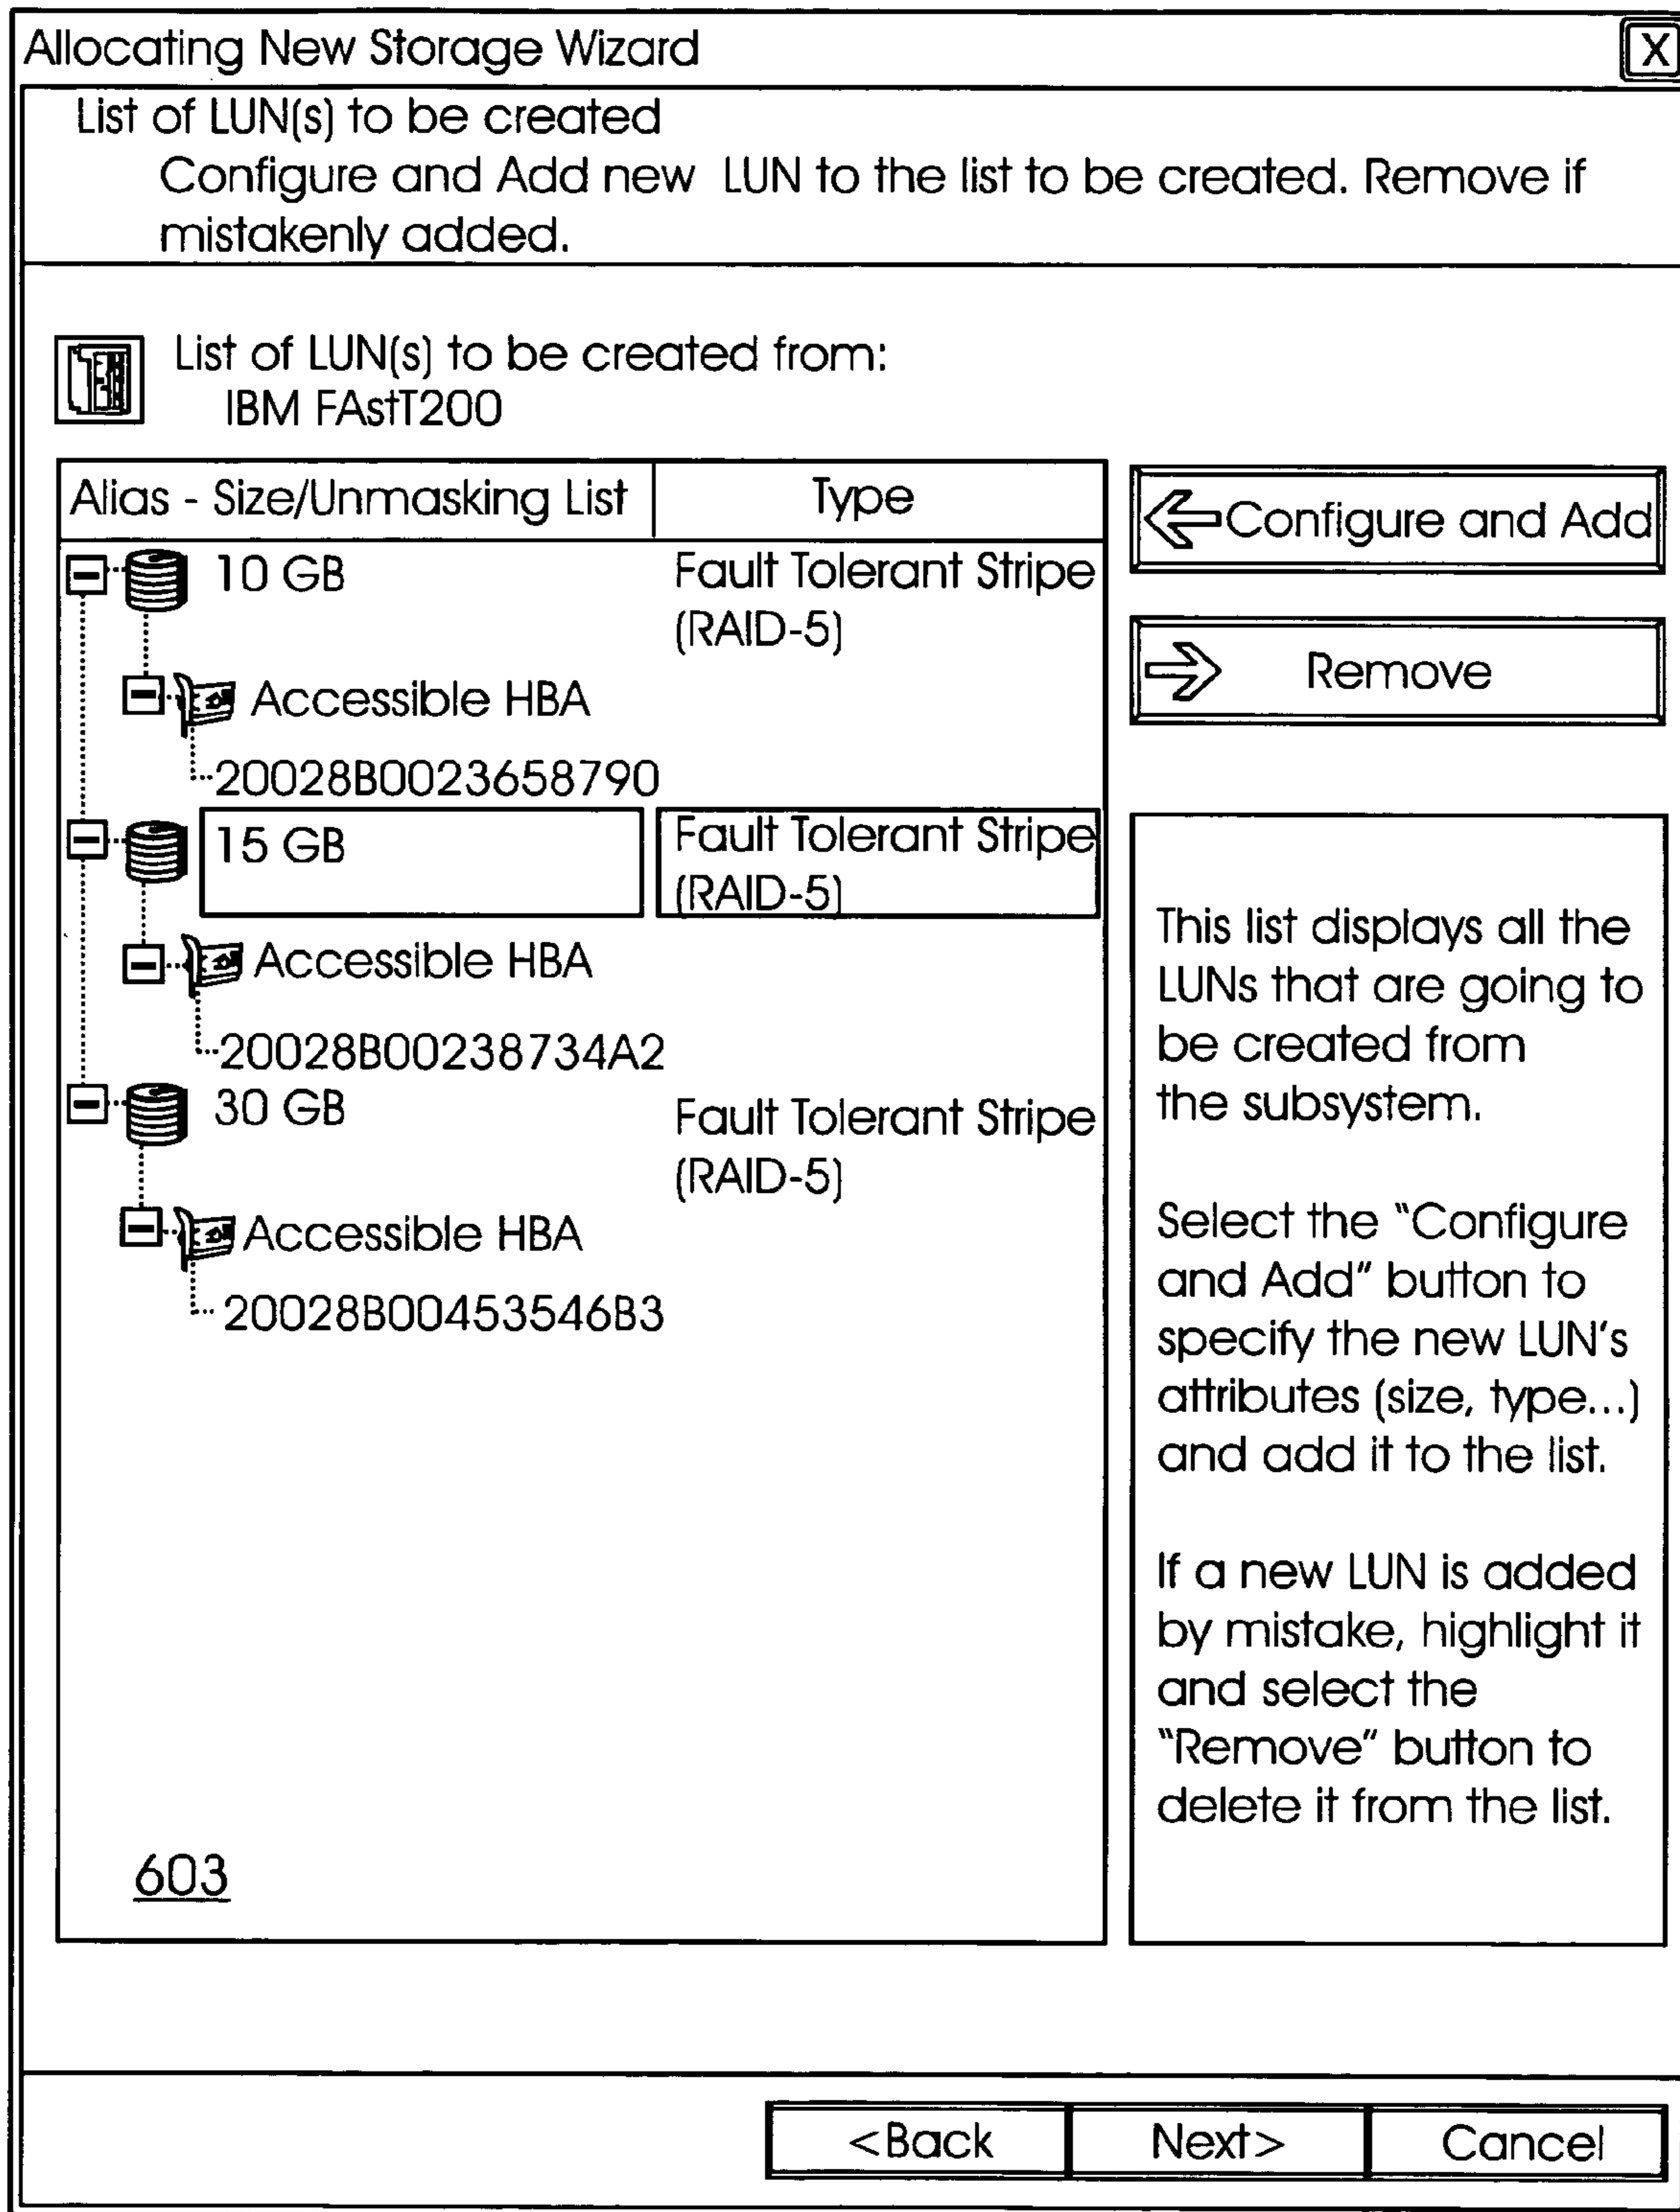 Allocating New Storage Wizard
X
List of LUN(s) to be created
Configure and Add new LUN to the list to be created. Remove if
mistakenly added.
List of LUN(s) to be created from:
IBM FAstT200
Alias - Size/Unmasking List
Type
10 GB
Fault Tolerant Stripe
(RAID-5)
Accessible HBA
20028B0023658790
15 GB
Fault Tolerant Stripe
(RAID-5)
Accessible HBA
20028B00238734A2
30 GB
Fault Tolerant Stripe
(RAID-5)
Accessible HBA
20028B00453546B3
603
Configure and Add
Remove
This list displays all the
LUNs that are going to
be created from
the subsystem.
Select the "Configure
and Add" button to
specify the new LUN's
attributes (size, type...)
and add it to the list.
If a new LUN is added
by mistake, highlight it
and select the
"Remove" button to
delete it from the list.
<Back
Next>
Cancel